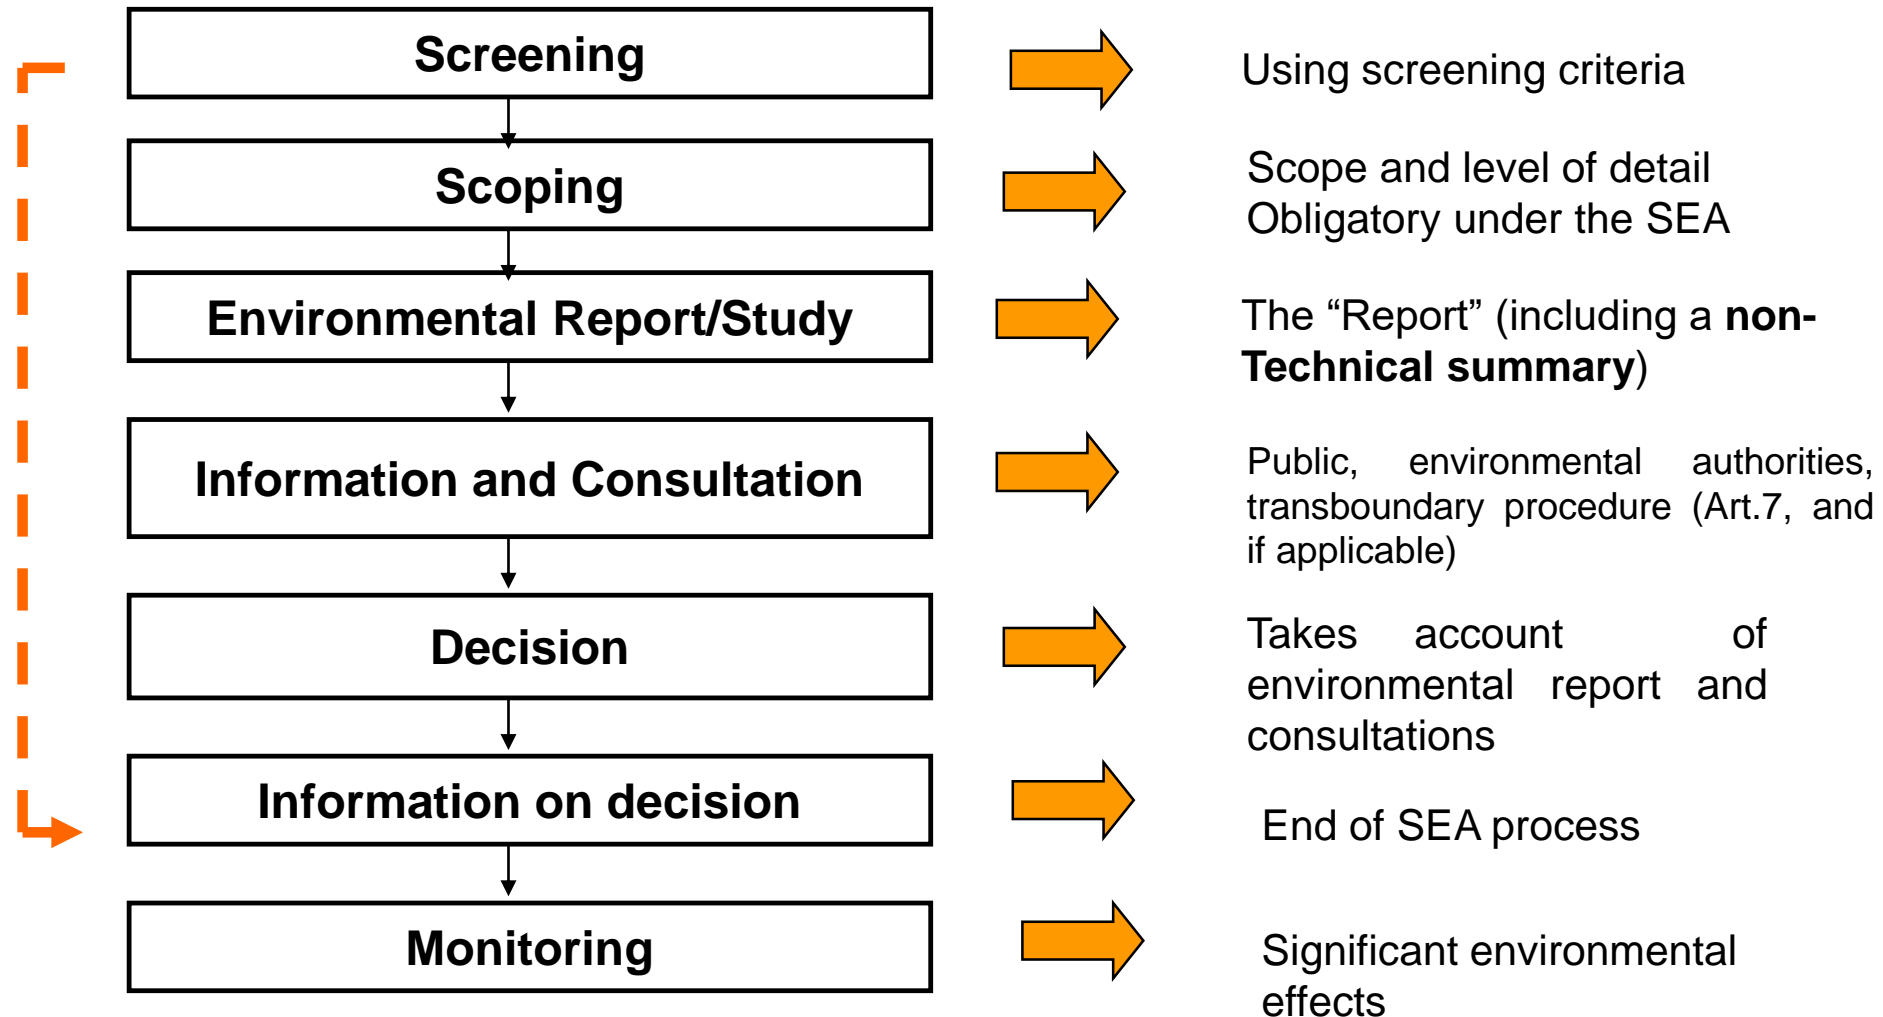 Screening
Using screening criteria
Scoping
Scope and level of detail
Obligatory under the SEA
Environmental Report/Study
The “Report” (including a non-
Technical summary)
Information and Consultation
Public, environmental authorities,
transboundary procedure (Art.7, and
if applicable)
Decision
Takes account of
environmental report and
consultations
Information on decision
End of SEA process
Monitoring
Significant environmental
effects